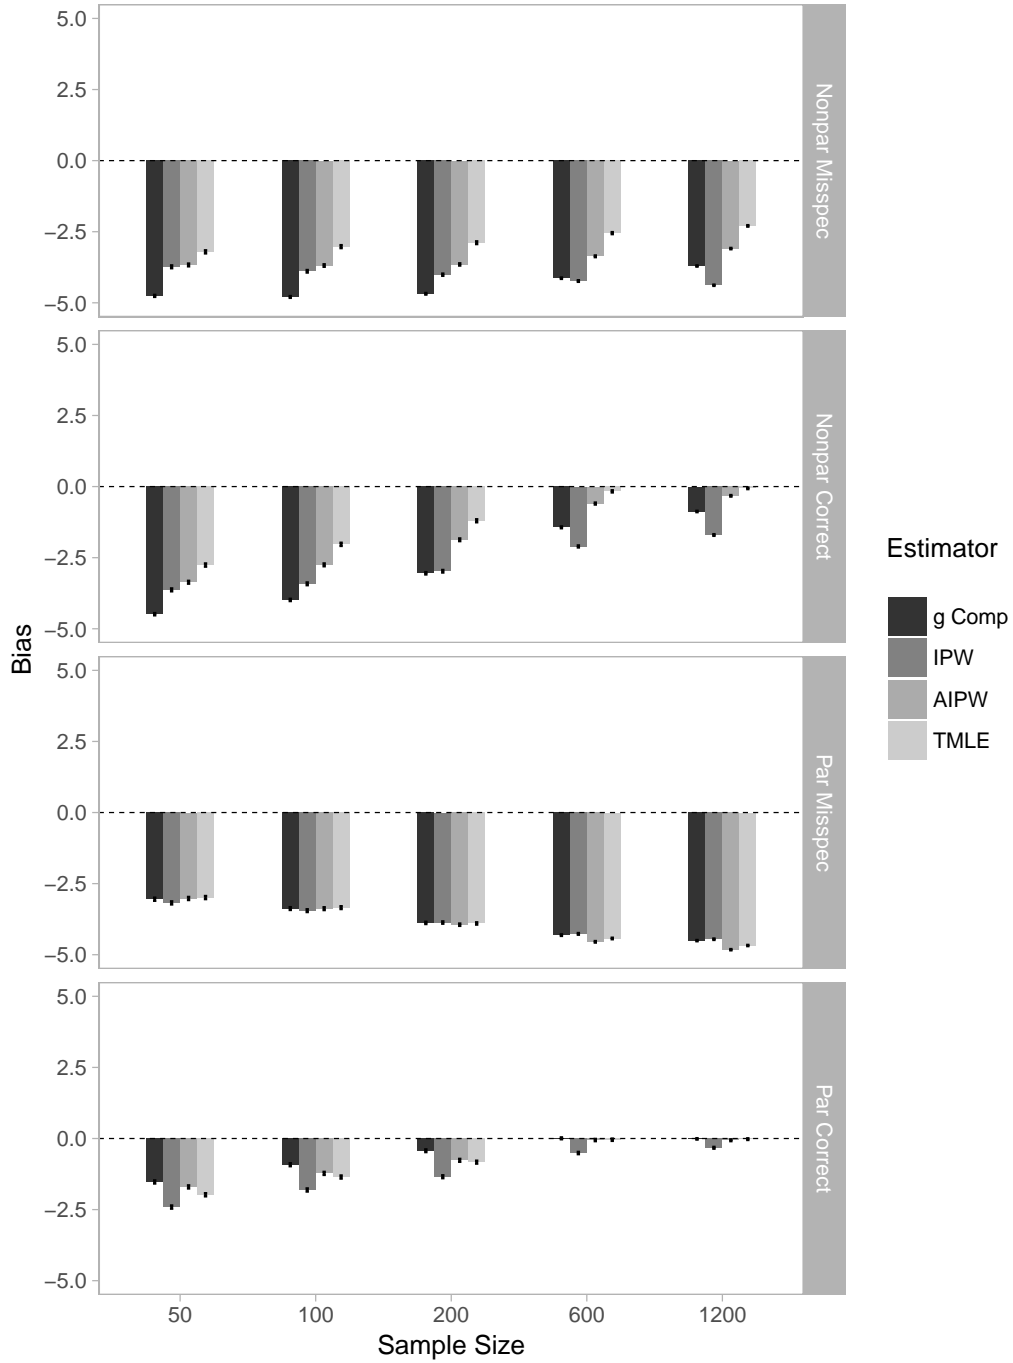 5.0
2.5
0.0
−2.5
−5.0
Nonpar Misspec
5.0
2.5
0.0
−2.5
−5.0
Nonpar Correct
5.0
2.5
0.0
−2.5
−5.0
Par Misspec
5.0
2.5
0.0
−2.5
−5.0
Par Correct
Bias
50 100 200 600 1200
Sample Size
Estimator
g Comp
IPW
AIPW
TMLE